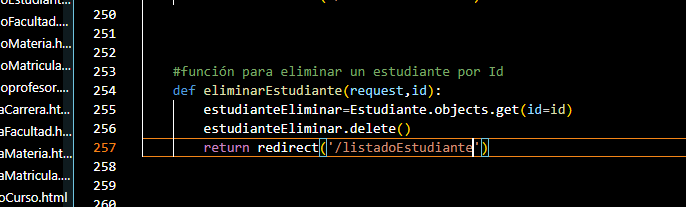 oEstudiant...
250
oFacultad....
251
oMateria.h...
252
oMatricula...
253 #función para eliminar un estudiante por Id
oprofesor....
254 def eliminarEstudiante(request,id):
aCarrera.ht...
255 estudianteEliminar=Estudiante.objects.get(id=id)
aFacultad.h...
256 estudianteEliminar.delete()
aMateria.ht...
257 return redirect('/listadoEstudiante')
aMatricula....
258
oCurso.html
259
260